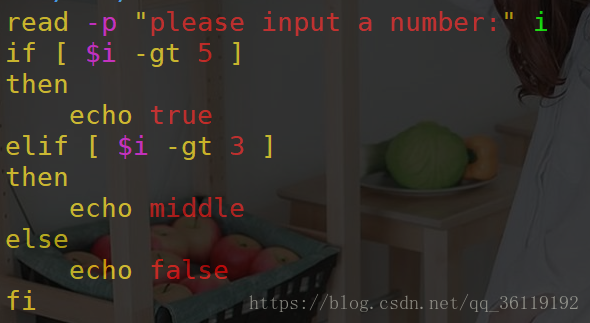 read -p "please input a number:" i
if [ $i -gt 5 ]
then
    echo true
elif [ $i -gt 3 ]
then
    echo middle
else
    echo false
fi
https://blog.csdn.net/qq_36119192